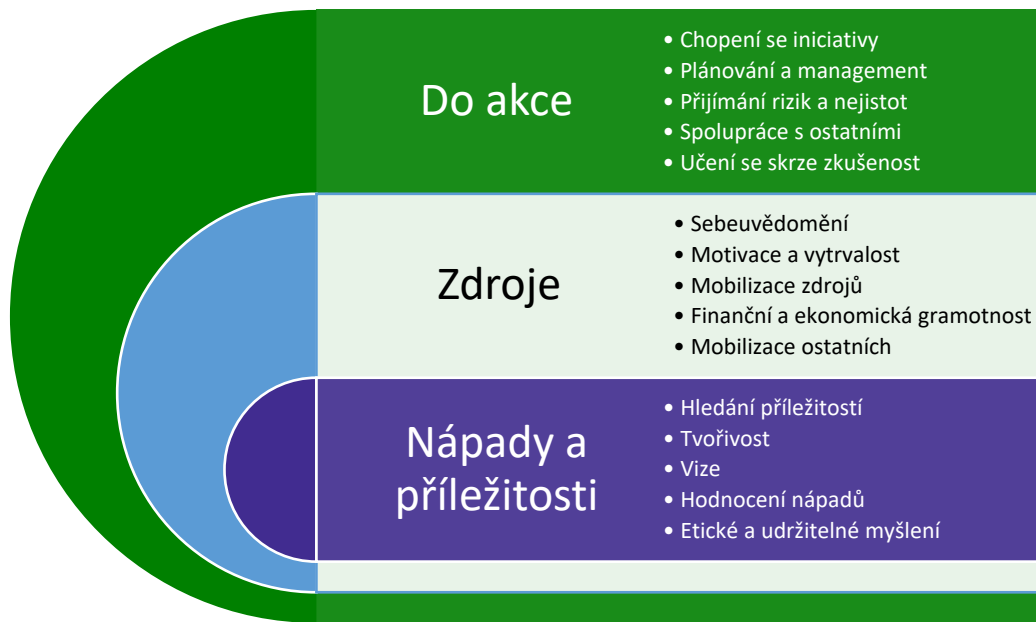 Do akce
• Chopení se iniciativy
• Plánování a management
• Přijímání rizik a nejistot
• Spolupráce s ostatními
• Učení se skrze zkušenost
Zdroje
• Sebeuvědomění
• Motivace a vytrvalost
• Mobilizace zdrojů
• Finanční a ekonomická gramotnost
• Mobilizace ostatních
Nápady a
příležitosti
• Hledání příležitostí
• Tvořivost
• Vize
• Hodnocení nápadů
• Etické a udržitelné myšlení